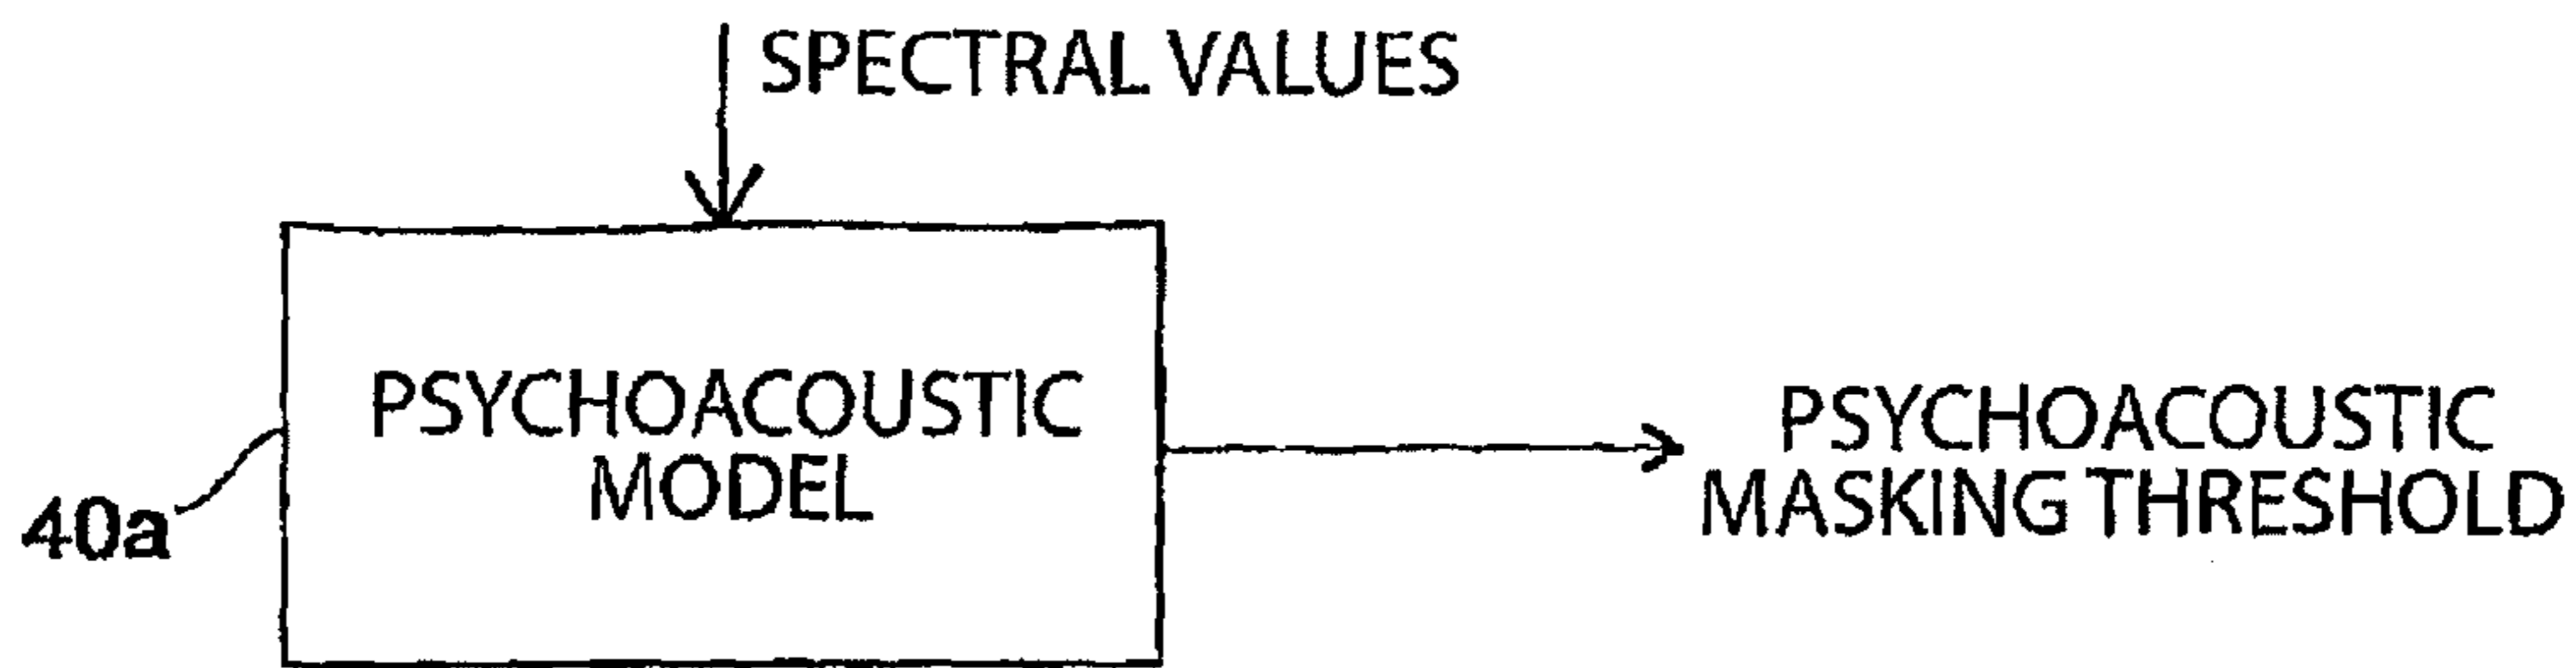 SPECTRAL VALUES
PSYCHOACOUSTIC
MODEL
40a
PSYCHOACOUSTIC
MASKING THRESHOLD